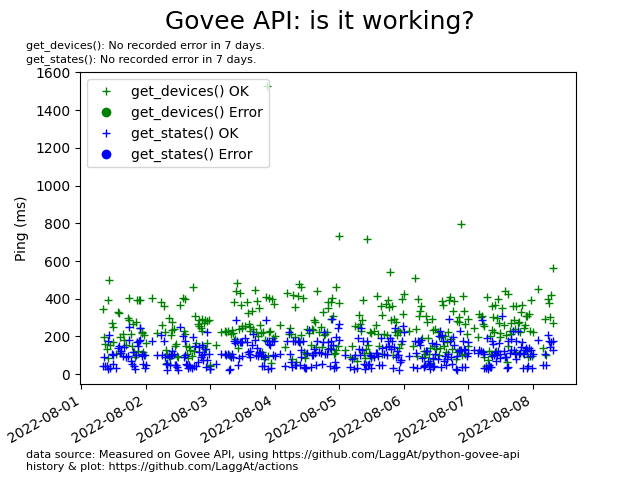 Govee API: is it working?
get_devices(): No recorded error in 7 days.
get_states(): No recorded error in 7 days.
1600
1400
1200
1000
800
600
400
200
0
Ping (ms)
get_devices() OK
get_devices() Error
get_states() OK
get_states() Error
2022-08-01
2022-08-02
2022-08-03
2022-08-04
2022-08-05
2022-08-06
2022-08-07
2022-08-08
data source: Measured on Govee API, using https://github.com/LaggAt/python-govee-api
history & plot: https://github.com/LaggAt/actions